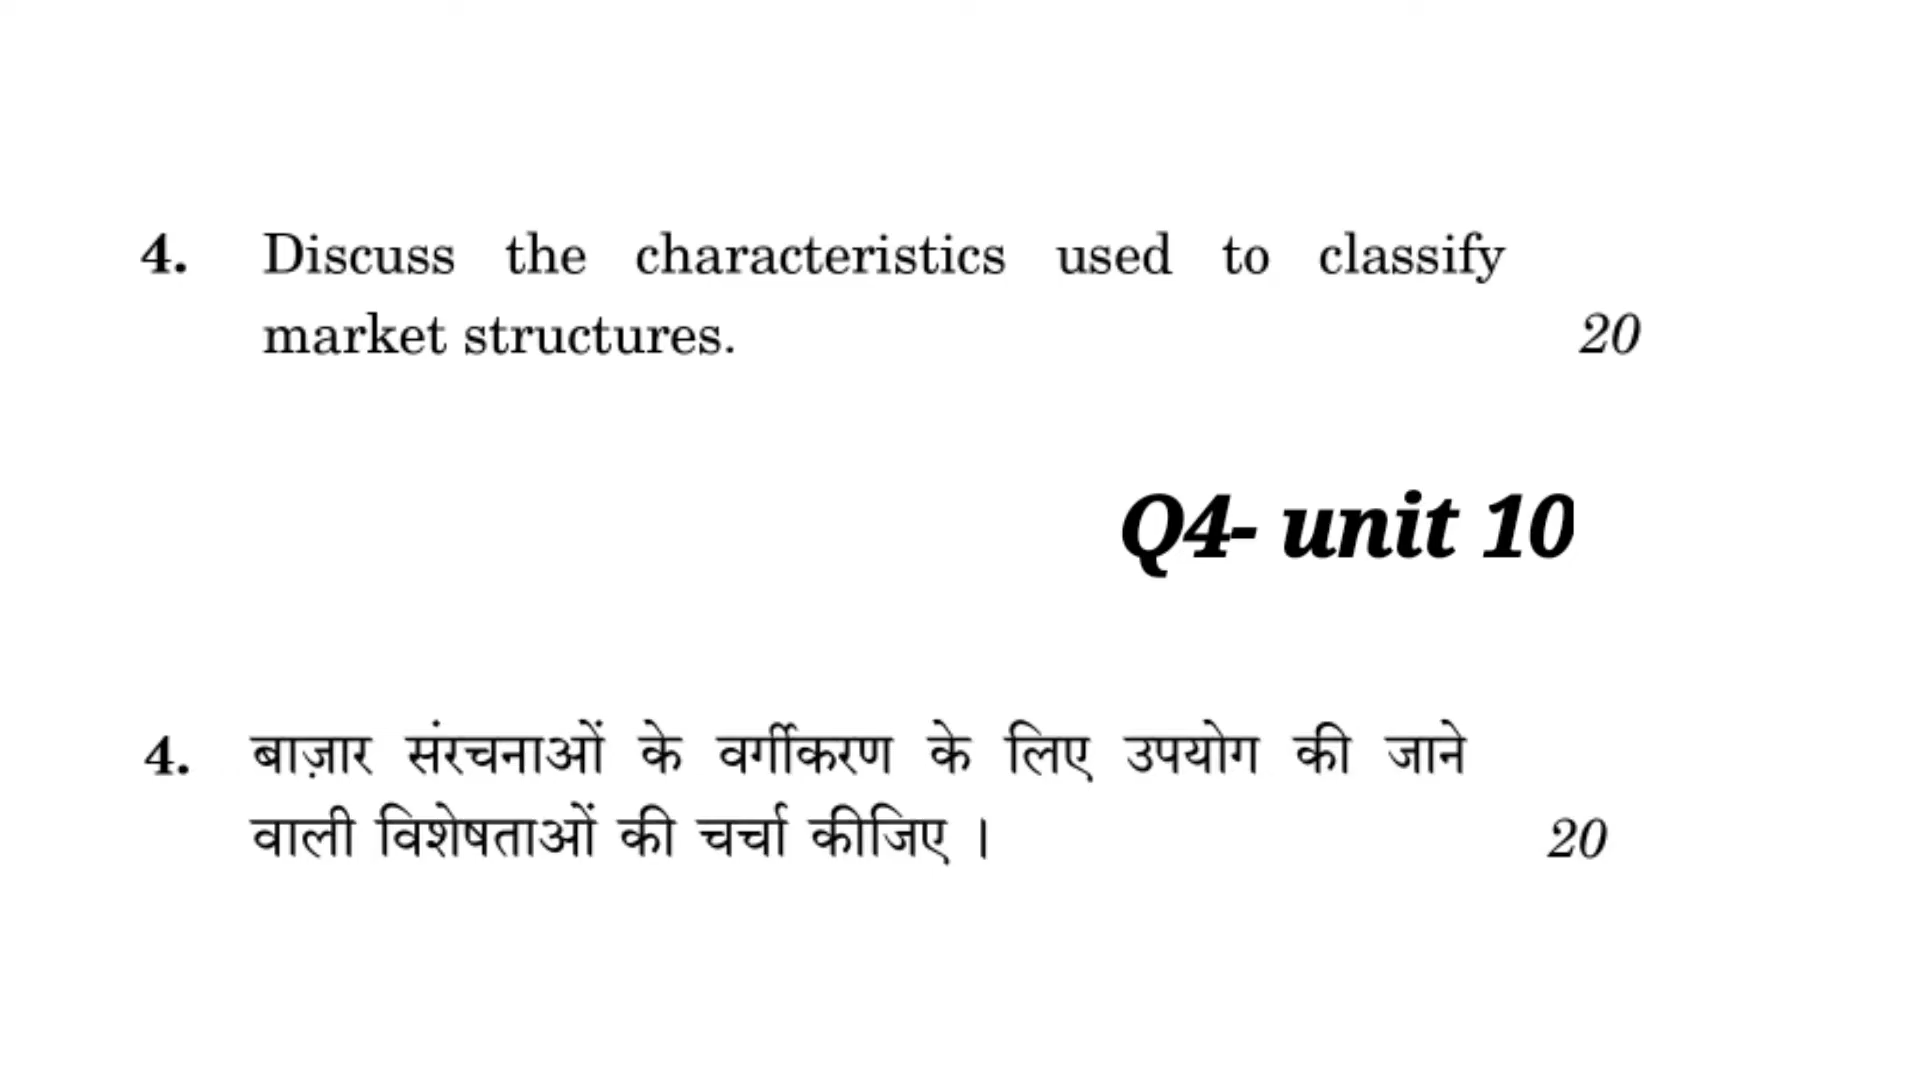 4. Discuss the characteristics used to classify
market structures. 20
Q4- unit 10
4. बाज़ार संरचनाओं के वर्गीकरण के लिए उपयोग की जाने
वाली विशेषताओं की चर्चा कीजिए । 20